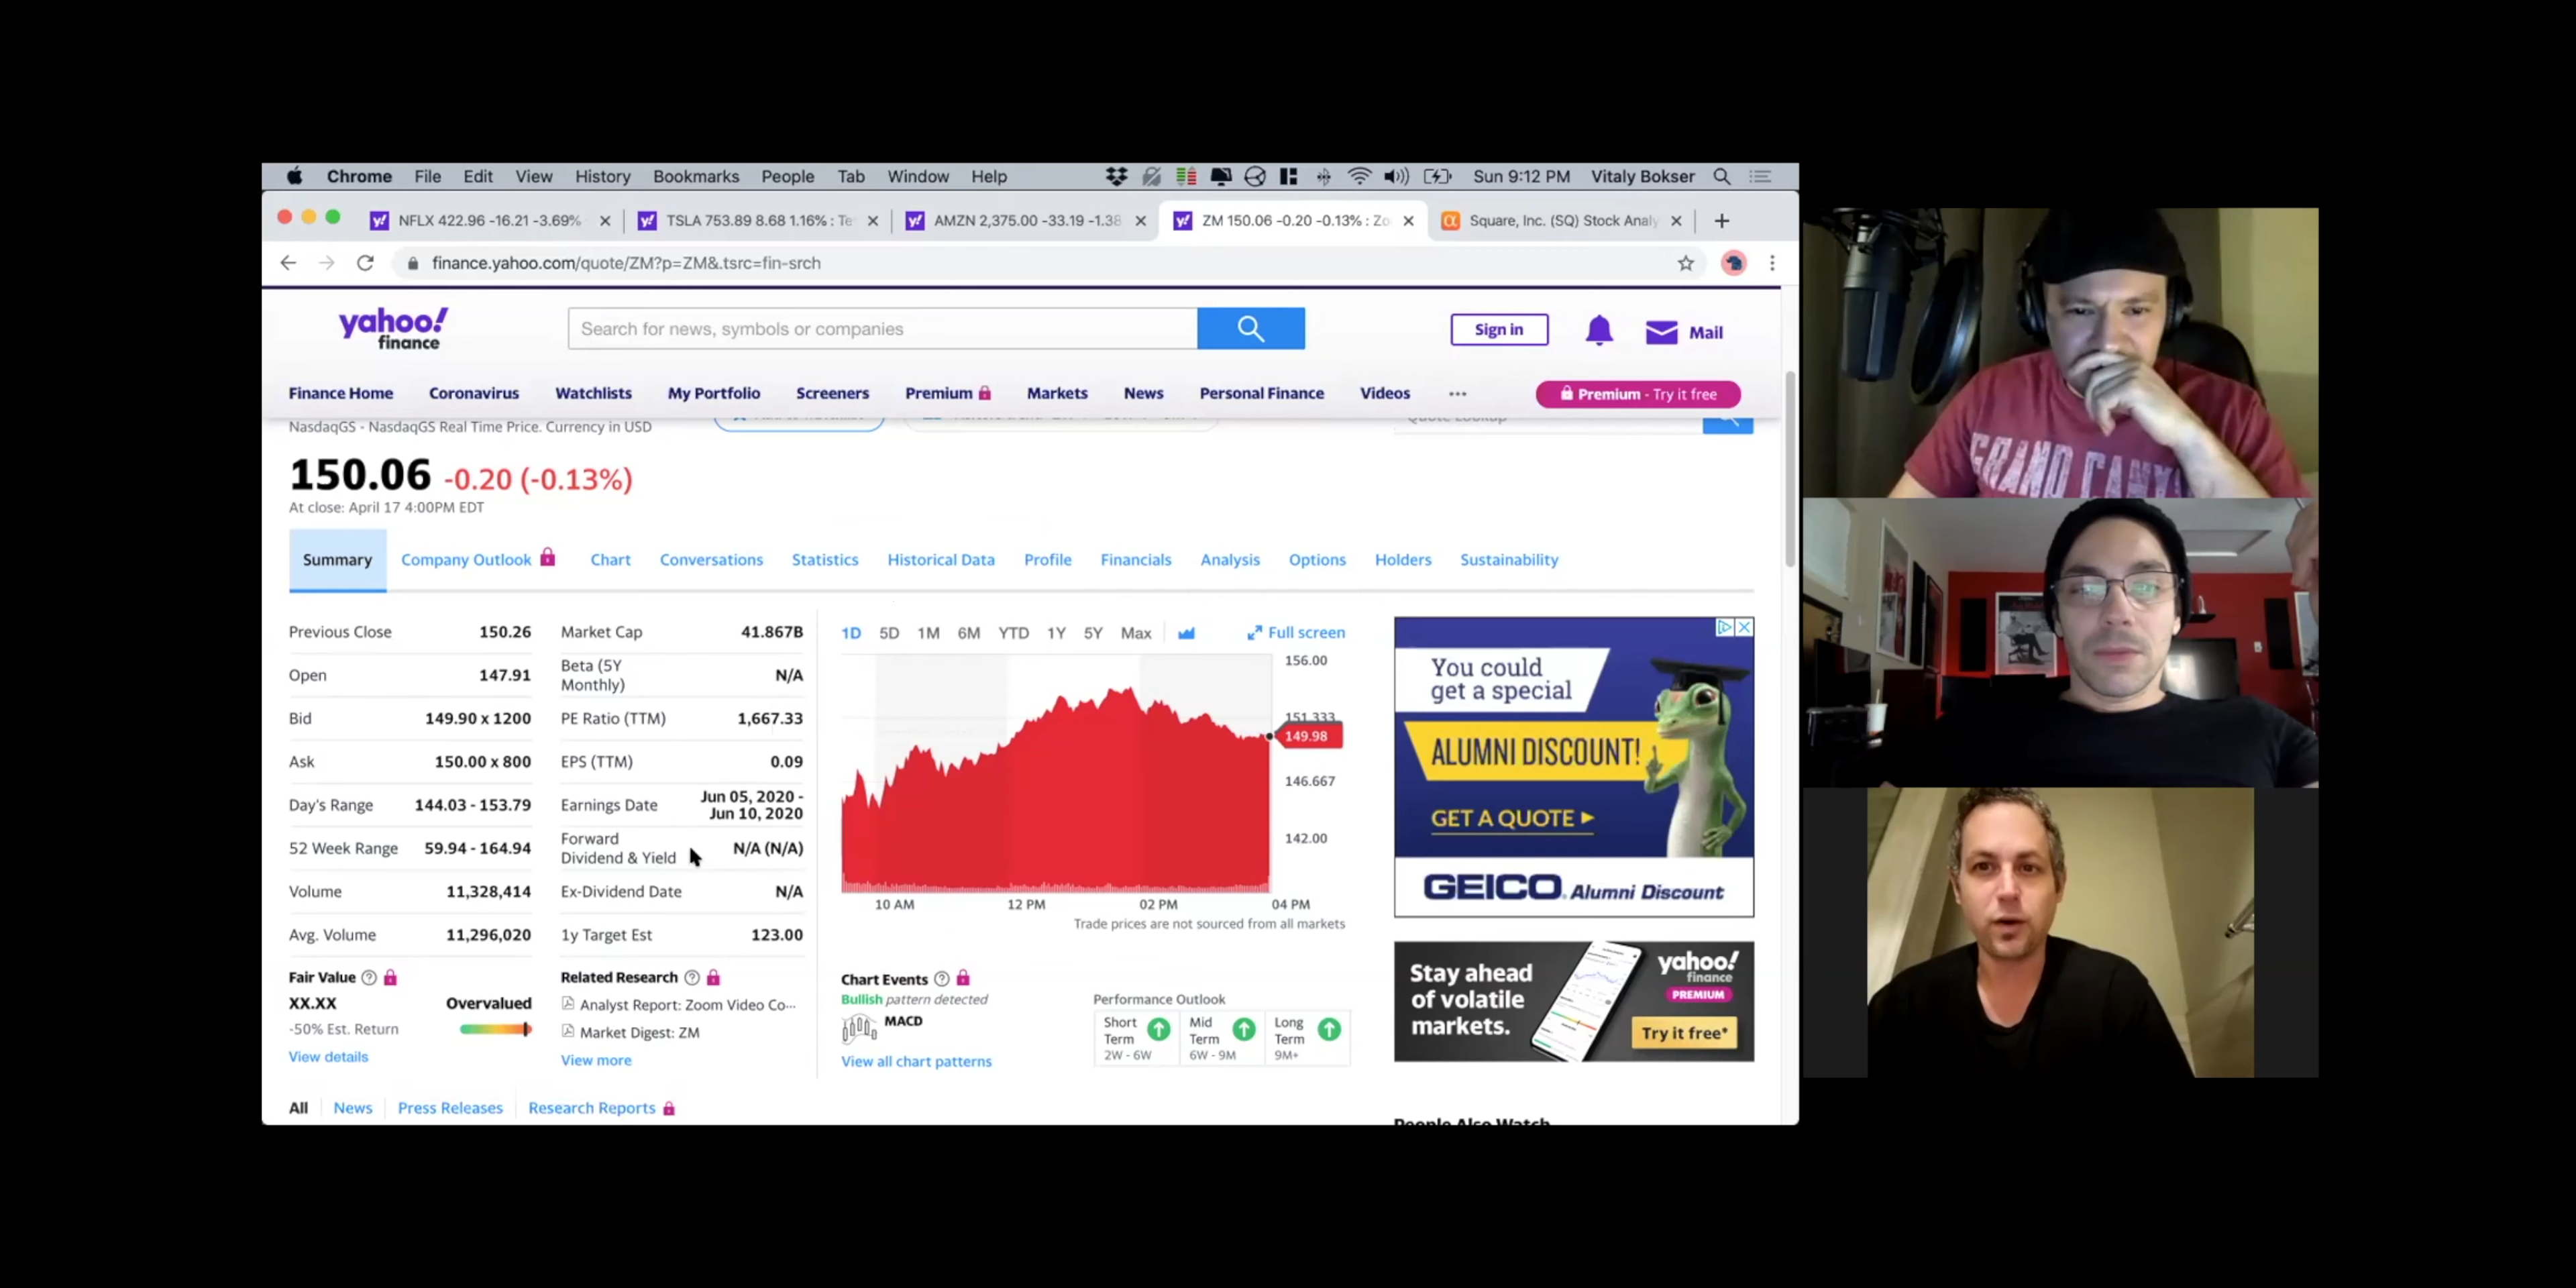 Chrome File Edit View History Bookmarks People Tab Window Help Sun 9:12 PM Vitaly Bokser
NFLX 422.96 -16.21 -3.69% TSLA 753.89 8.68 1.16% : Te AMZN 2,375.00 -33.19 -1.38 ZM 150.06 -0.20 -0.13% : Zo Square, Inc. (SQ) Stock Analy
finance.yahoo.com/quote/ZM?p=ZM&.tsrc=fin-srch
yahoo!
finance
Search for news, symbols or companies
Sign in
Mail
Finance Home Coronavirus Watchlists My Portfolio Screeners Premium Markets News Personal Finance Videos ... Premium - Try it free
NasdaqGS - NasdaqGS Real Time Price. Currency in USD
Quote Lookup
150.06 -0.20 (-0.13%)
At close: April 17 4:00PM EDT
Summary Company Outlook Chart Conversations Statistics Historical Data Profile Financials Analysis Options Holders Sustainability
Previous Close 150.26
Open 147.91
Bid 149.90 x 1200
Ask 150.00 x 800
Day's Range 144.03 - 153.79
52 Week Range 59.94 - 164.94
Volume 11,328,414
Avg. Volume 11,296,020
Market Cap 41.867B
Beta (5Y
Monthly) N/A
PE Ratio (TTM) 1,667.33
EPS (TTM) 0.09
Earnings Date Jun 05, 2020 -
Jun 10, 2020
Forward
Dividend & Yield N/A (N/A)
Ex-Dividend Date N/A
1y Target Est 123.00
Fair Value
XX.XX Overvalued
-50% Est. Return
View details
Related Research
Analyst Report: Zoom Video Co...
Market Digest: ZM
View more
1D 5D 1M 6M YTD 1Y 5Y Max Full screen
156.00
151.333
149.98
146.667
142.00
10 AM 12 PM 02 PM 04 PM
Trade prices are not sourced from all markets
Chart Events
Bullish pattern detected
MACD
View all chart patterns
Performance Outlook
Short
Term
2W - 6W
Mid
Term
6W - 9M
Long
Term
9M+
You could
get a special
ALUMNI DISCOUNT!
GET A QUOTE
GEICO. Alumni Discount
Stay ahead
of volatile
markets.
yahoo!
finance
PREMIUM
Try it free*
All News Press Releases Research Reports
People Also Watch
GRAND